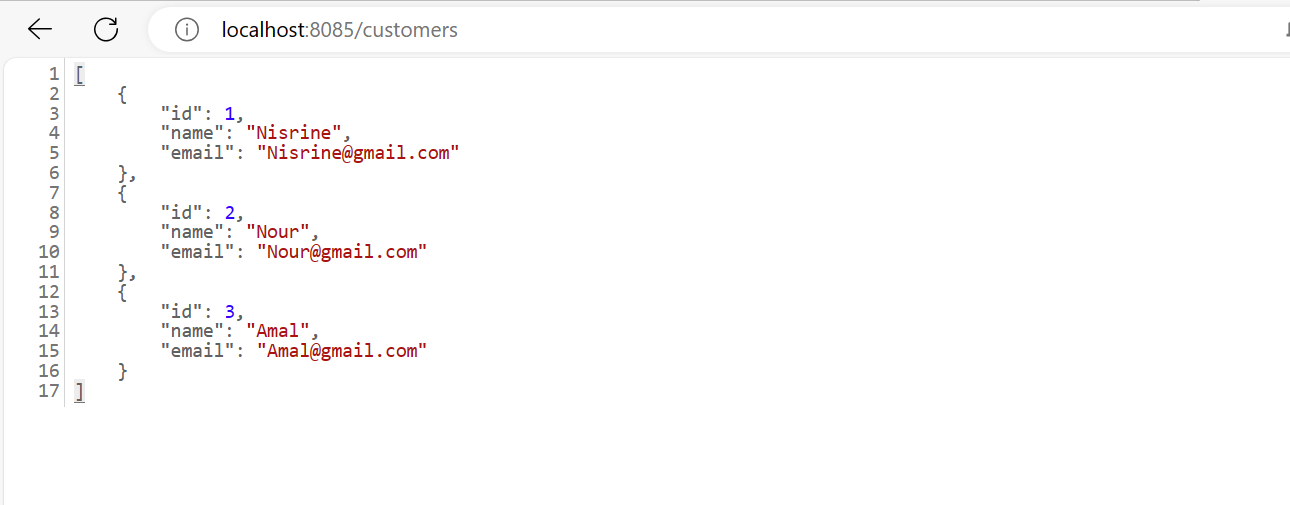 localhost:8085/customers
1 [
2 {
3 "id": 1,
4 "name": "Nisrine",
5 "email": "Nisrine@gmail.com"
6 },
7 {
8 "id": 2,
9 "name": "Nour",
10 "email": "Nour@gmail.com"
11 },
12 {
13 "id": 3,
14 "name": "Amal",
15 "email": "Amal@gmail.com"
16 }
17 ]